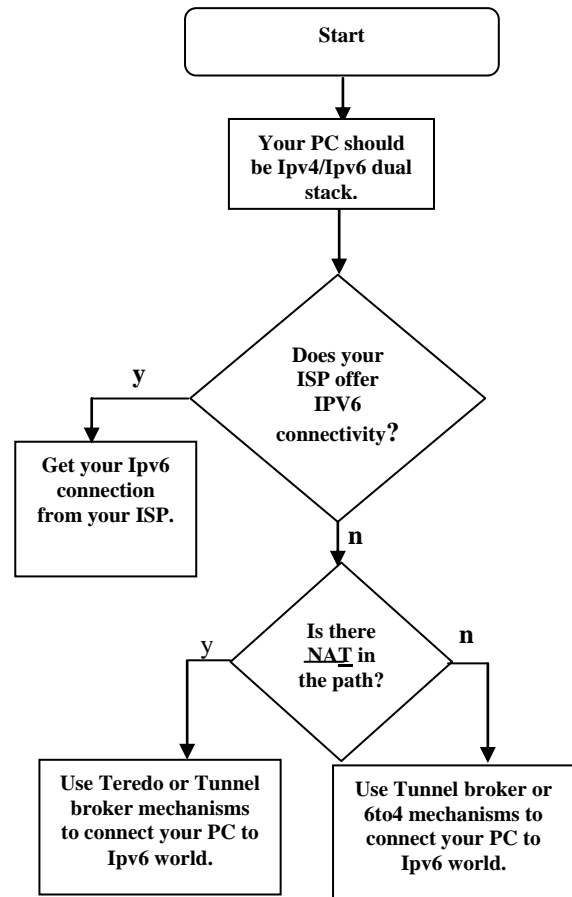 Start
Your PC should
be Ipv4/Ipv6 dual
stack.
Does your
ISP offer
IPV6
connectivity?
y
Get your Ipv6
connection
from your ISP.
n
Is there
NAT in
the path?
y
n
Use Teredo or Tunnel
broker mechanisms
to connect your PC to
Ipv6 world.
Use Tunnel broker or
6to4 mechanisms to
connect your PC to
Ipv6 world.